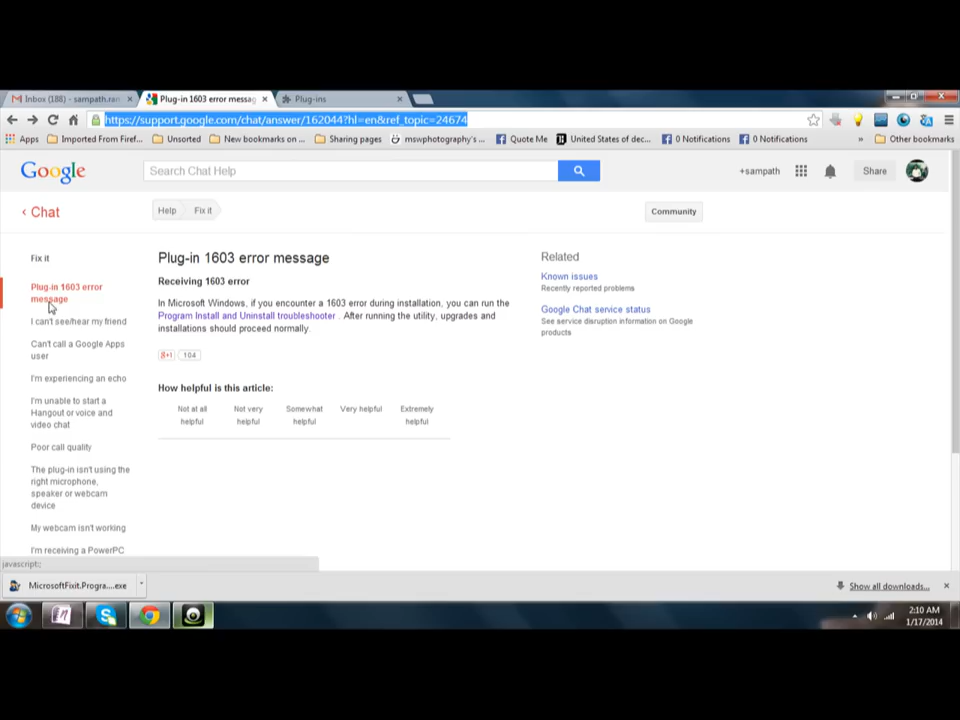 Inbox (188) - sampath.ran
Plug-in 1603 error messag
Plug-ins
https://support.google.com/chat/answer/162044?hl=en&ref_topic=24674
Apps
Imported From Firef...
Unsorted
New bookmarks on ...
Sharing pages
mswphotography's ...
Quote Me
United States of dec...
0 Notifications
0 Notifications
»
Other bookmarks
Google
Search Chat Help
+sampath
Share
‹ Chat
Help
Fix it
Community
Fix it
Plug-in 1603 error
message
I can't see/hear my friend
Can't call a Google Apps
user
I'm experiencing an echo
I'm unable to start a
Hangout or voice and
video chat
Poor call quality
The plug-in isn't using the
right microphone,
speaker or webcam
device
My webcam isn't working
I'm receiving a PowerPC
Plug-in 1603 error message
Receiving 1603 error
In Microsoft Windows, if you encounter a 1603 error during installation, you can run the
Program Install and Uninstall troubleshooter . After running the utility, upgrades and
installations should proceed normally.
g+1 104
How helpful is this article:
Not at all
helpful
Not very
helpful
Somewhat
helpful
Very helpful
Extremely
helpful
Related
Known issues
Recently reported problems
Google Chat service status
See service disruption information on Google
products
javascript:;
MicrosoftFixit.Progra....exe
Show all downloads...
2:10 AM
1/17/2014